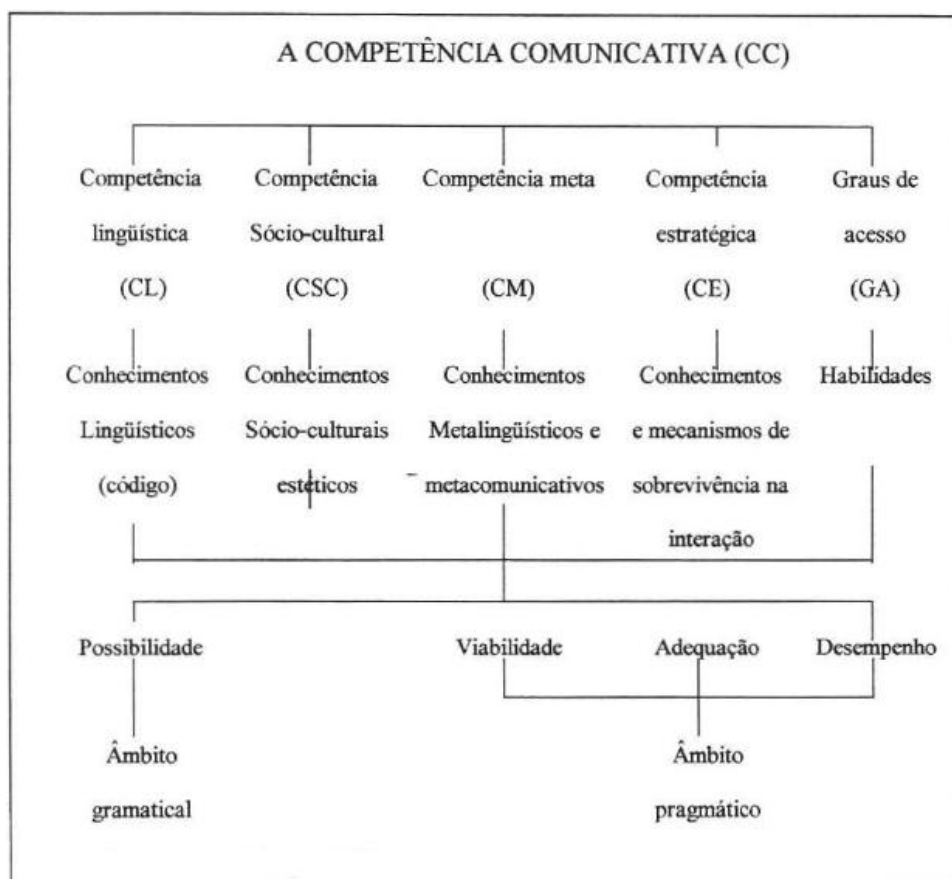 A COMPETÊNCIA COMUNICATIVA (CC)
Competência Competência Competência meta Competência Graus de
lingüística Sócio-cultural estratégica acesso
(CL) (CSC) (CM) (CE) (GA)
Conhecimentos Conhecimentos Conhecimentos Conhecimentos Habilidades
Lingüísticos Sócio-culturais Metalingüísticos e e mecanismos de
(código) estéticos metacomunicativos sobrevivência na
interação
Possibilidade Viabilidade Adequação Desempenho
Âmbito Âmbito
gramatical pragmático